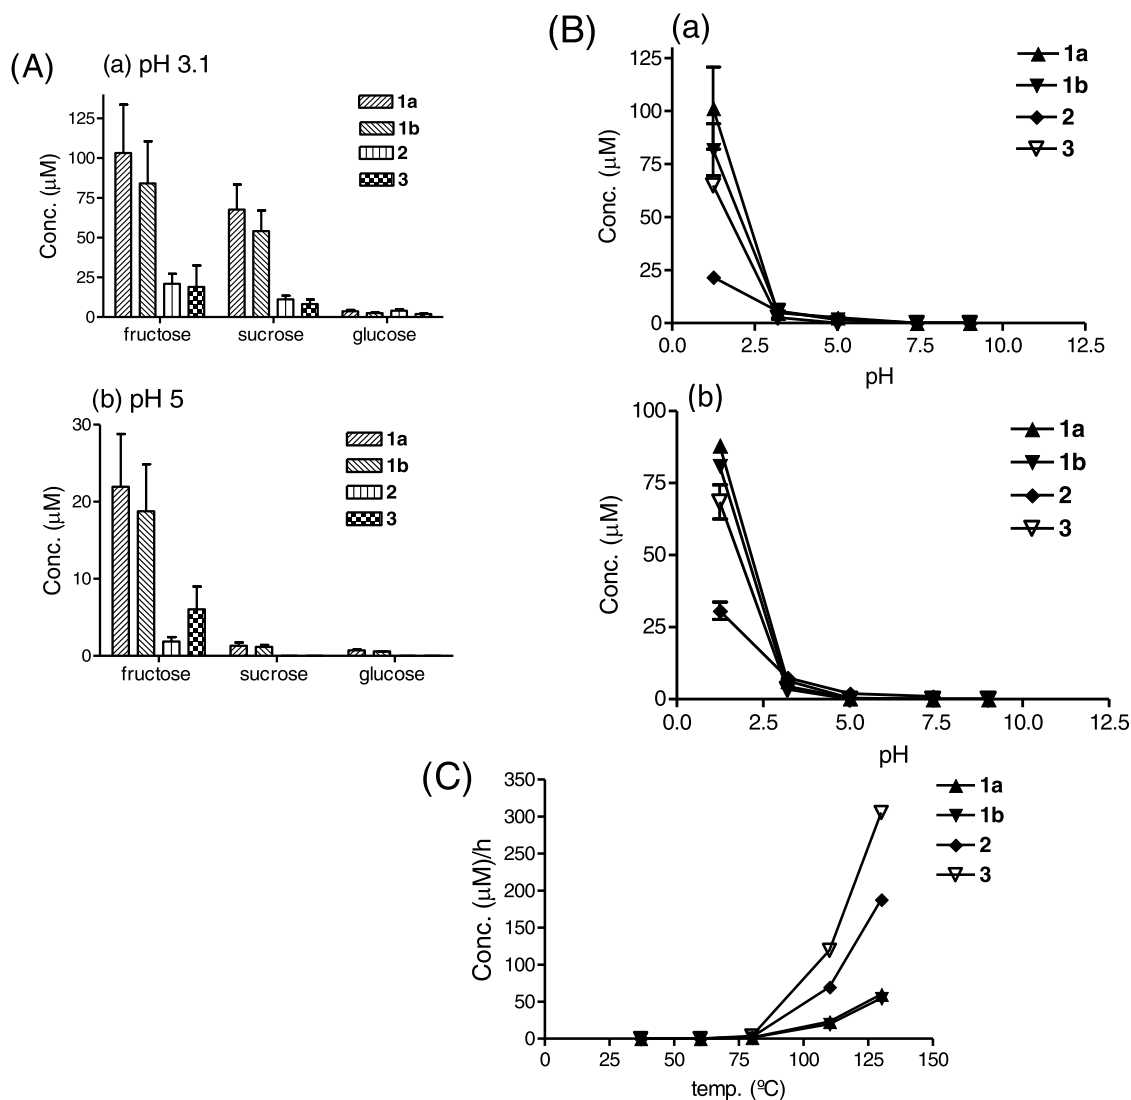 (A)
(a) pH 3.1
Conc. (μM)
125
100
75
50
25
0
fructose sucrose glucose
1a
1b
2
3
(b) pH 5
Conc. (μM)
30
20
10
0
fructose sucrose glucose
1a
1b
2
3
(B)
(a)
Conc. (μM)
125
100
75
50
25
0
0.0 2.5 5.0 7.5 10.0 12.5
pH
1a
1b
2
3
(b)
Conc. (μM)
100
75
50
25
0
0.0 2.5 5.0 7.5 10.0 12.5
pH
1a
1b
2
3
(C)
Conc. (μM)/h
350
300
250
200
150
100
50
0
0 25 50 75 100 125 150
temp. (ºC)
1a
1b
2
3